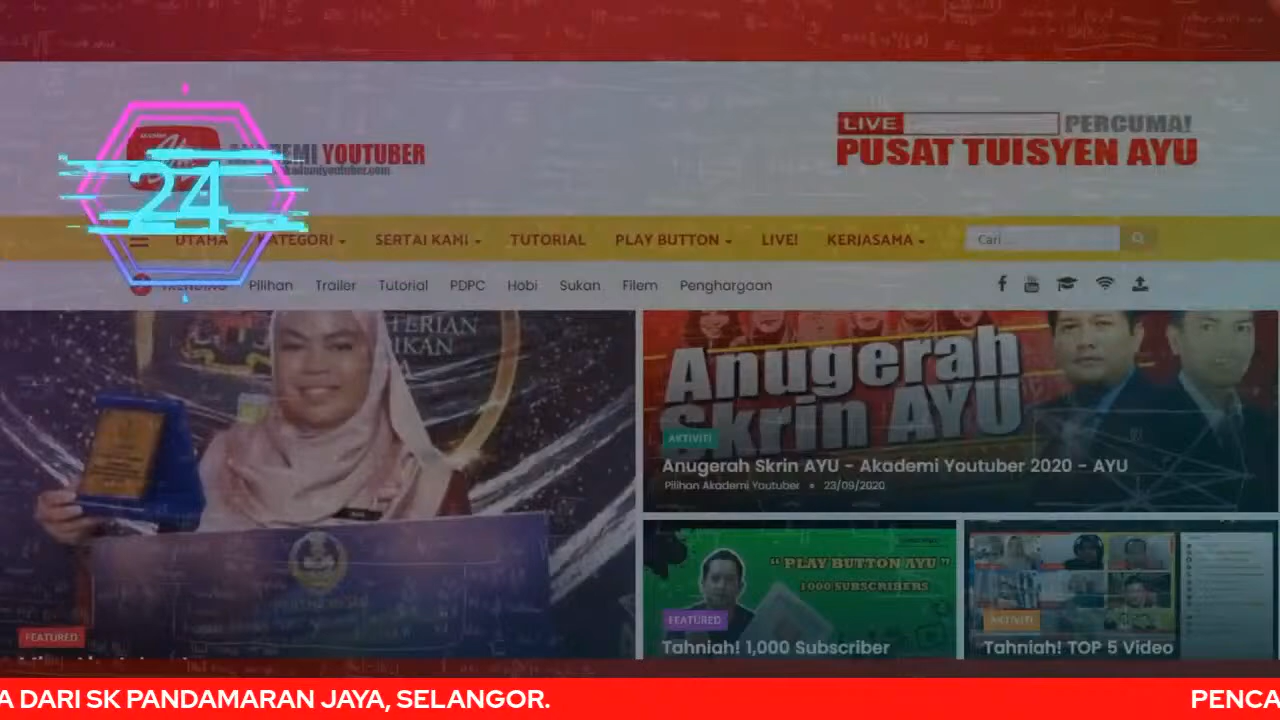 LIVE
PERCUMA!
PUSAT TUISYEN AYU
YOUTUBER
24
UTAMA
SERTAI KAMI
TUTORIAL
PLAY BUTTON
LIVE!
KERJASAMA
Cari ...
TRENDING
Pilihan
Trailer
Tutorial
PDPC
Hobi
Sukan
Filem
Penghargaan
Anugerah
Skrin AYU
AKTIVITI
Anugerah Skrin AYU - Akademi Youtuber 2020 - AYU
Pilihan Akademi Youtuber • 23/09/2020
FEATURED
" PLAY BUTTON AYU "
1000 SUBSCRIBERS
FEATURED
Tahniah! 1,000 Subscriber
AKTIVITI
Tahniah! TOP 5 Video
A DARI SK PANDAMARAN JAYA, SELANGOR.
PENCA